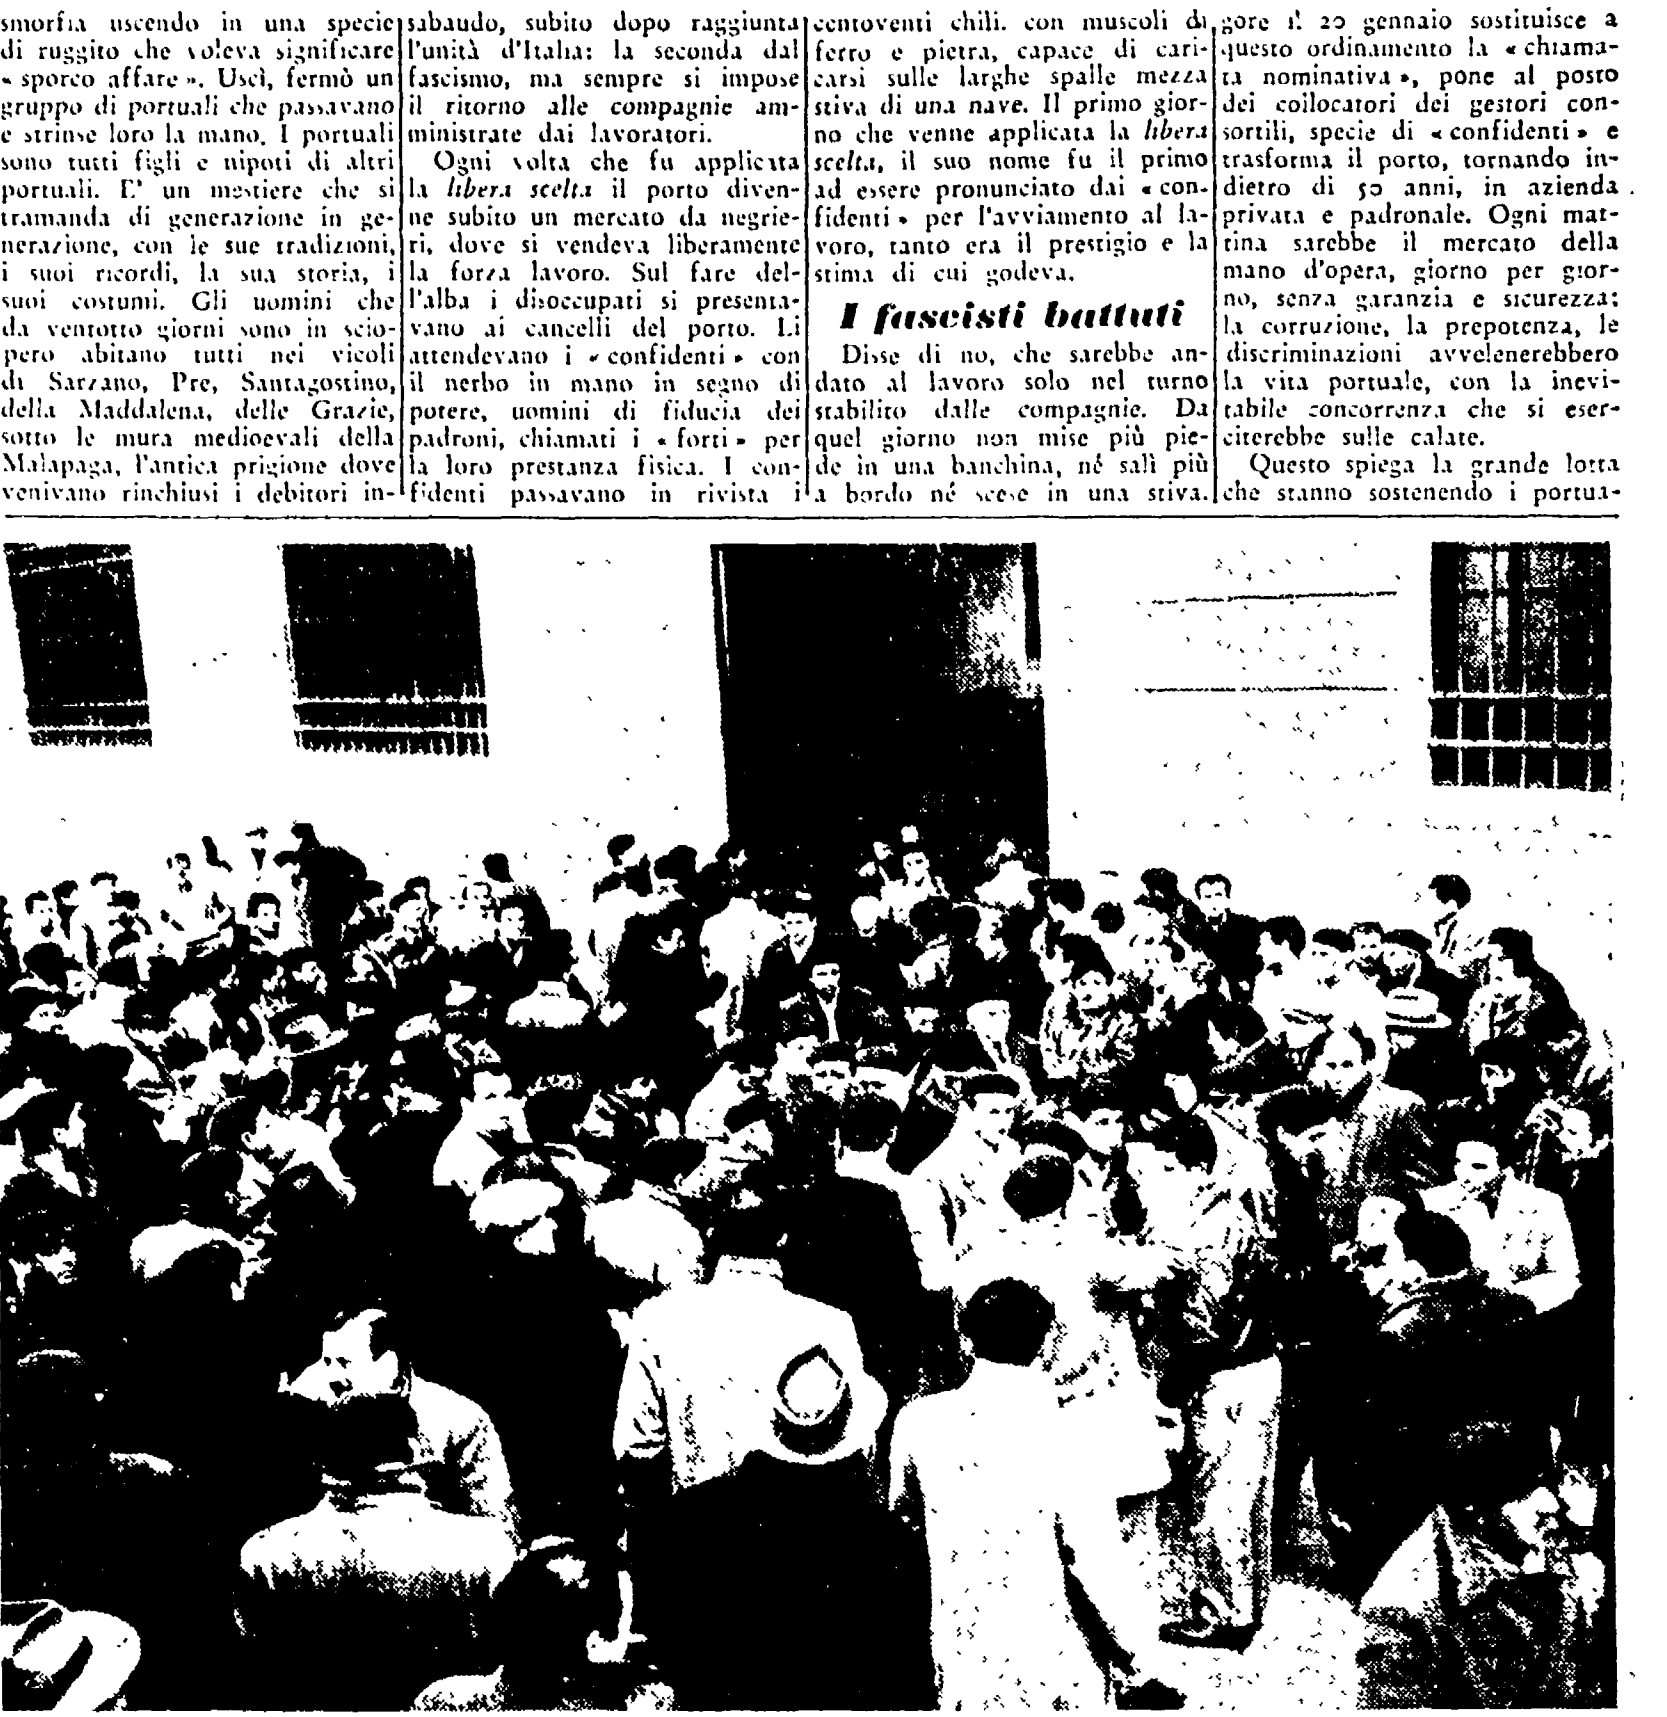 smorfia uscendo in una specie
di ruggito che voleva significare
« sporco affare ». Uscì, fermò un
gruppo di portuali che passavano
e strinse loro la mano. I portuali
sono tutti figli e nipoti di altri
portuali. E' un mestiere che si
tramanda di generazione in ge-
nerazione, con le sue tradizioni,
i suoi ricordi, la sua storia, i
suoi costumi. Gli uomini che
da ventotto giorni sono in scio-
pero abitano tutti nei vicoli
di Sarzano, Pre, Santagostino,
della Maddalena, delle Grazie,
sotto le mura medioevali della
Malapaga, l'antica prigione dove
venivano rinchiusi i debitori in-
sabaudo, subito dopo raggiunta
l'unità d'Italia: la seconda dal
fascismo, ma sempre si impose
il ritorno alle compagnie am-
ministrate dai lavoratori.
Ogni volta che fu applicata
la libera scelta il porto diven-
ne subito un mercato da negrie-
ri, dove si vendeva liberamente
la forza lavoro. Sul fare del-
l'alba i disoccupati si presenta-
vano ai cancelli del porto. Li
attendevano i « confidenti » con
il nerbo in mano in segno di
potere, uomini di fiducia dei
padroni, chiamati i « forti » per
la loro prestanza fisica. I con-
fidenti passavano in rivista i
centoventi chili. con muscoli di
ferro e pietra, capace di cari-
carsi sulle larghe spalle mezza
stiva di una nave. Il primo gior-
no che venne applicata la libera
scelta, il suo nome fu il primo
ad essere pronunciato dai « con-
fidenti » per l'avviamento al la-
voro, tanto era il prestigio e la
stima di cui godeva.
I fascisti battuti
Disse di no, che sarebbe an-
dato al lavoro solo nel turno
stabilito dalle compagnie. Da
quel giorno non mise più pie-
de in una banchina, né salì più
a bordo né scese in una stiva.
gore il 20 gennaio sostituisce a
questo ordinamento la « chiama-
ta nominativa », pone al posto
dei collocatori dei gestori con-
sortili, specie di « confidenti » e
trasforma il porto, tornando in-
dietro di 50 anni, in azienda
privata e padronale. Ogni mat-
tina sarebbe il mercato della
mano d'opera, giorno per gior-
no, senza garanzia e sicurezza;
la corruzione, la prepotenza, le
discriminazioni avvelenerebbero
la vita portuale, con la inevi-
tabile concorrenza che si eser-
citerebbe sulle calate.
Questo spiega la grande lotta
che stanno sostenendo i portua-